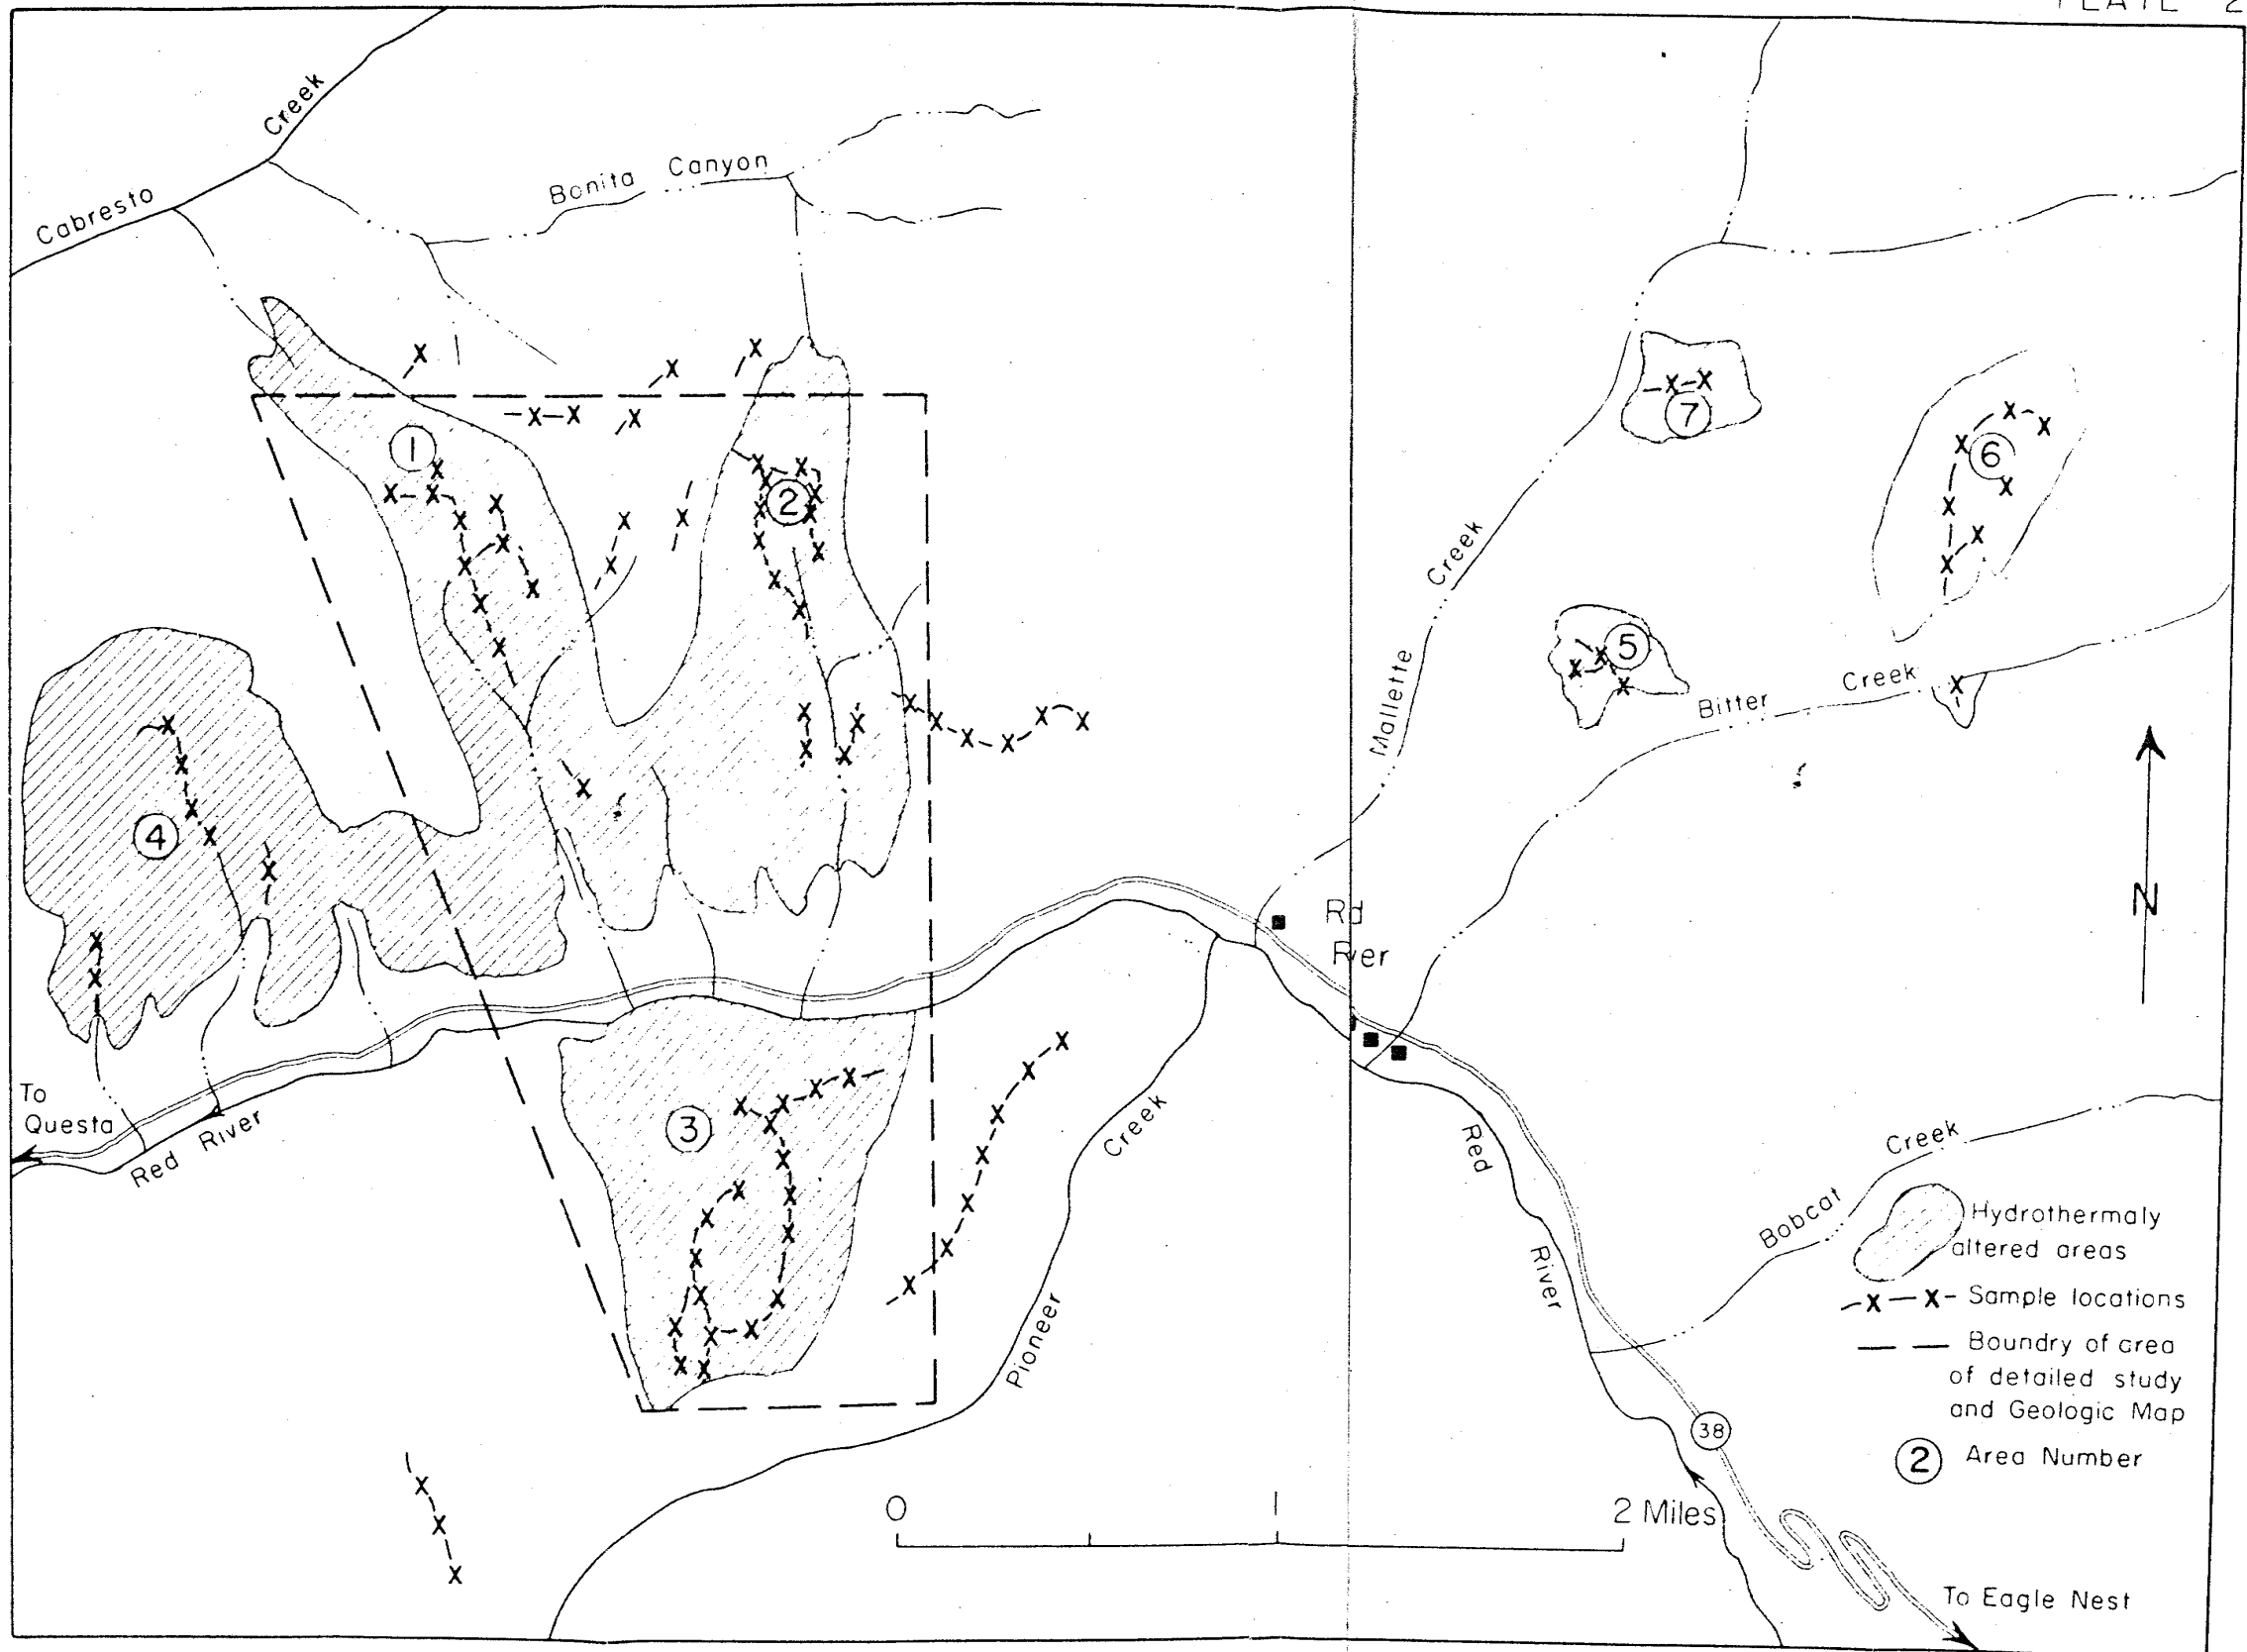 PLATE 2
Creek
Cabresto
Bonita Canyon
1
2
7
6
Creek
5
Mallette
Bitter Creek
4
N
Rd
Rer
To
Questa
Red River
3
Creek
Red
Creek
Bobcat
River
Pioneer
Hydrothermaly
altered areas
-x—x- Sample locations
Boundry of area
of detailed study
and Geologic Map
38
2 Area Number
0 1 2 Miles
To Eagle Nest